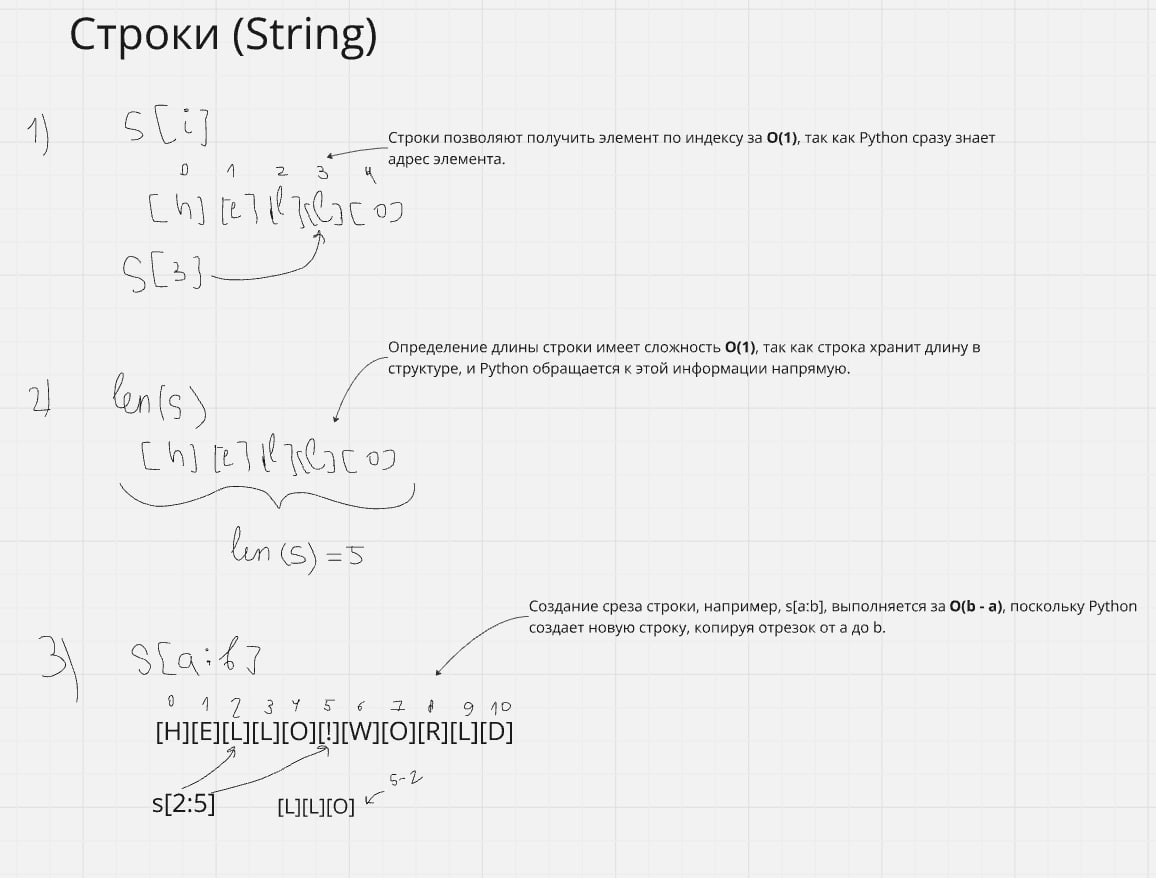 Строки (String)
1) S[i]
Строки позволяют получить элемент по индексу за O(1), так как Python сразу знает
адрес элемента.
0 1 2 3 4
[h][e][l][l][o]
S[3]
Определение длины строки имеет сложность O(1), так как строка хранит длину в
структуре, и Python обращается к этой информации напрямую.
2) len(s)
[h][e][l][l][o]
len(s)=5
Создание среза строки, например, s[a:b], выполняется за O(b - a), поскольку Python
создает новую строку, копируя отрезок от a до b.
3) S[a:b]
0 1 2 3 4 5 6 7 8 9 10
[H][E][L][L][O][!][W][O][R][L][D]
5-2
s[2:5] [L][L][O]